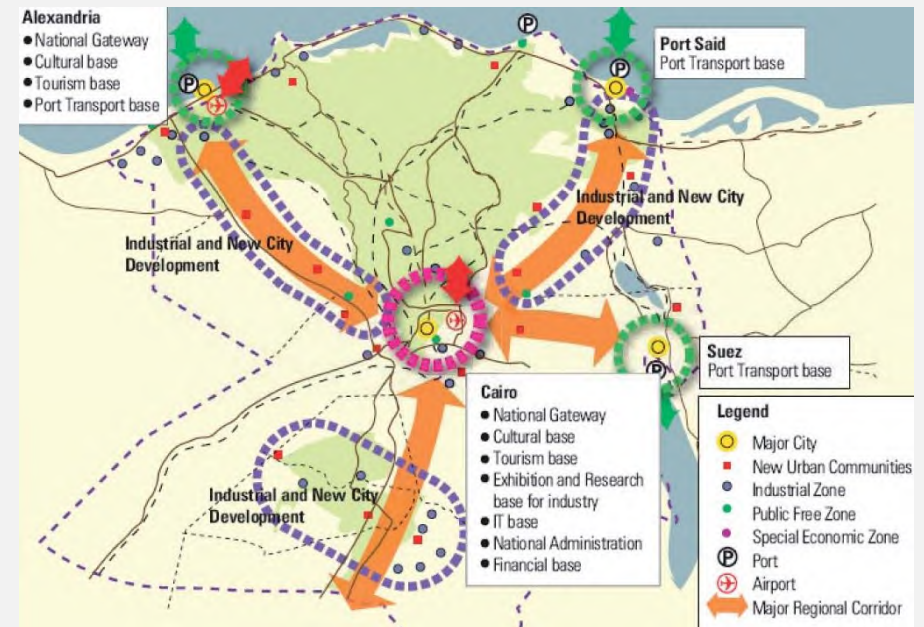 Alexandria
● National Gateway
● Cultural base
● Tourism base
● Port Transport base
P
P
P
Port Said
Port Transport base
Industrial and New City
Development
Industrial and New City
Development
Suez
Port Transport base
P
Cairo
● National Gateway
● Cultural base
● Tourism base
● Exhibition and Research
base for industry
● IT base
● National Administration
● Financial base
Industrial and New City
Development
Legend
Major City
New Urban Communities
Industrial Zone
Public Free Zone
Special Economic Zone
P Port
Airport
Major Regional Corridor